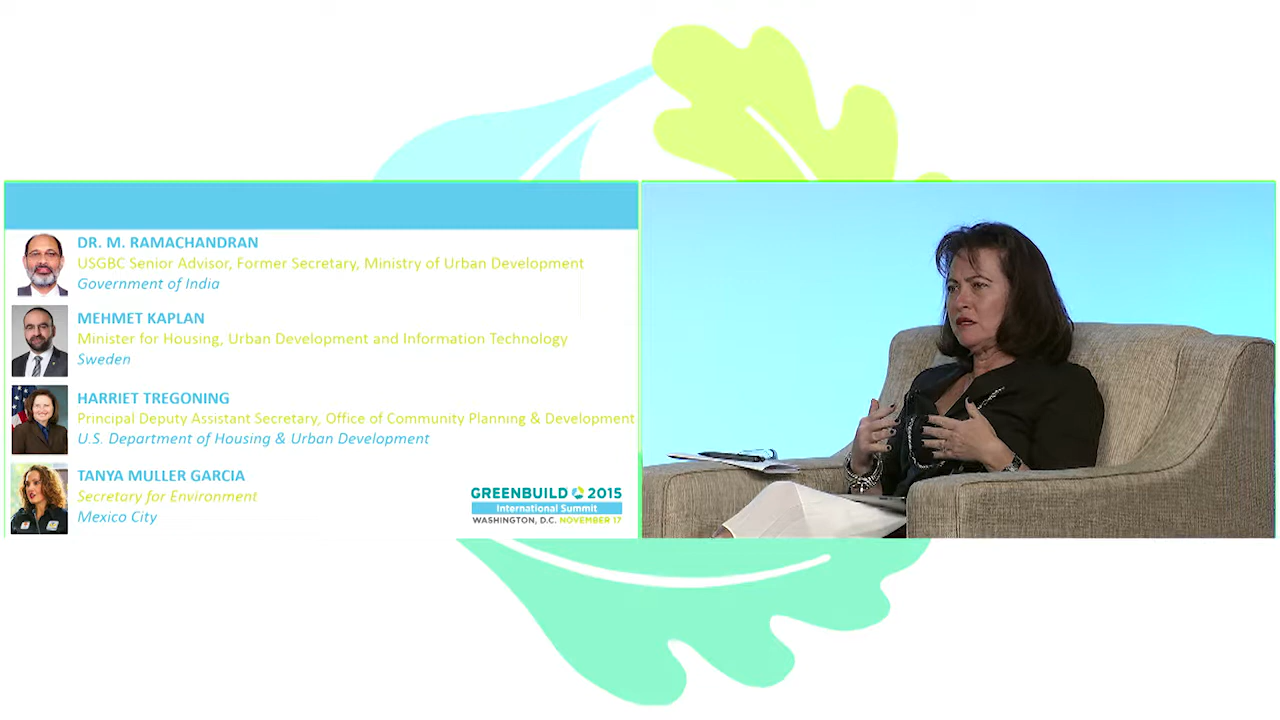 DR. M. RAMACHANDRAN
USGBC Senior Advisor, Former Secretary, Ministry of Urban Development
Government of India
MEHMET KAPLAN
Minister for Housing, Urban Development and Information Technology
Sweden
HARRIET TREGONING
Principal Deputy Assistant Secretary, Office of Community Planning & Development
U.S. Department of Housing & Urban Development
TANYA MULLER GARCIA
Secretary for Environment
Mexico City
GREENBUILD 2015
International Summit
WASHINGTON, D.C. NOVEMBER 17